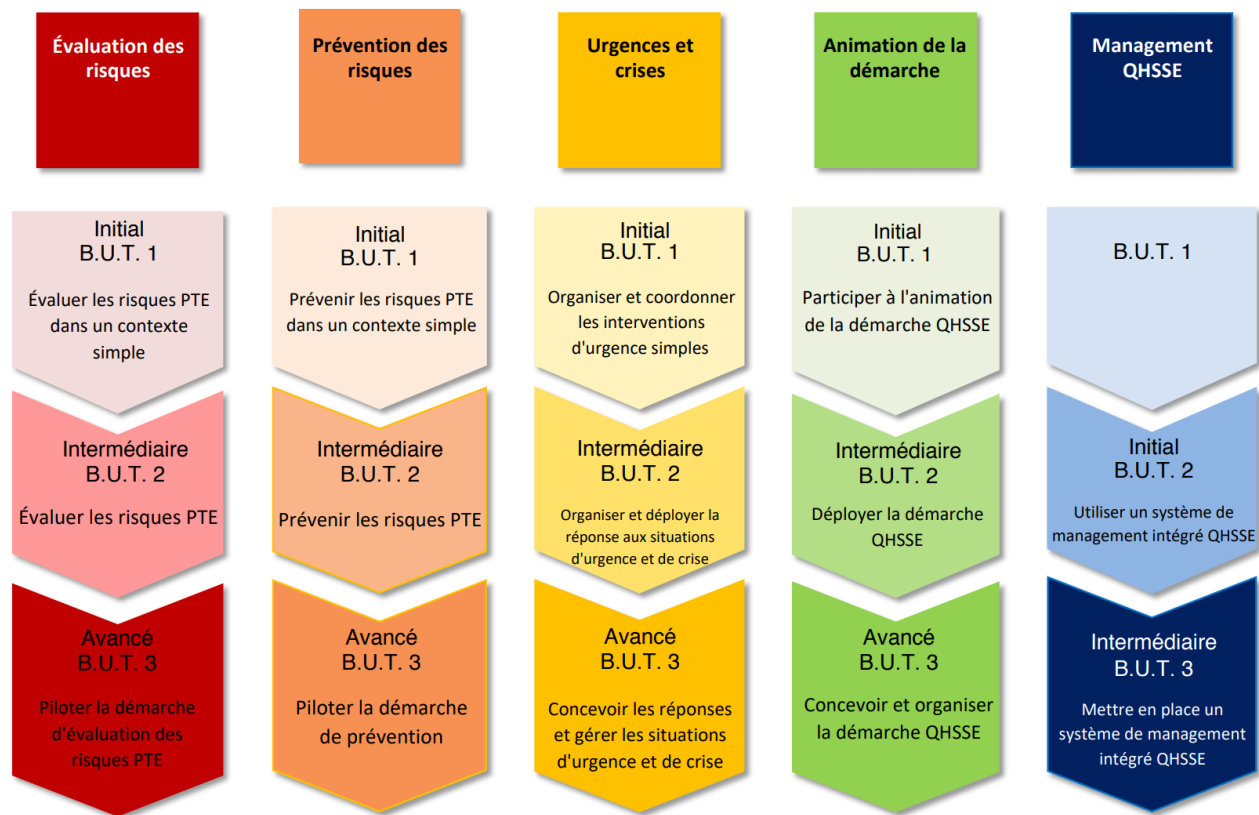 Évaluation des
risques
Prévention des
risques
Urgences et
crises
Animation de la
démarche
Management
QHSSE
Initial
B.U.T. 1
Évaluer les risques PTE
dans un contexte
simple
Initial
B.U.T. 1
Prévenir les risques PTE
dans un contexte simple
Initial
B.U.T. 1
Organiser et coordonner
les interventions
d'urgence simples
Initial
B.U.T. 1
Participer à l'animation
de la démarche QHSSE
B.U.T. 1
Intermédiaire
B.U.T. 2
Évaluer les risques PTE
Intermédiaire
B.U.T. 2
Prévenir les risques PTE
Intermédiaire
B.U.T. 2
Organiser et déployer la
réponse aux situations
d'urgence et de crise
Intermédiaire
B.U.T. 2
Déployer la démarche
QHSSE
Initial
B.U.T. 2
Utiliser un système de
management intégré QHSSE
Avancé
B.U.T. 3
Piloter la démarche
d'évaluation des
risques PTE
Avancé
B.U.T. 3
Piloter la démarche
de prévention
Avancé
B.U.T. 3
Concevoir les réponses
et gérer les situations
d'urgence et de crise
Avancé
B.U.T. 3
Concevoir et organiser
la démarche QHSSE
Intermédiaire
B.U.T. 3
Mettre en place un
système de management
intégré QHSSE